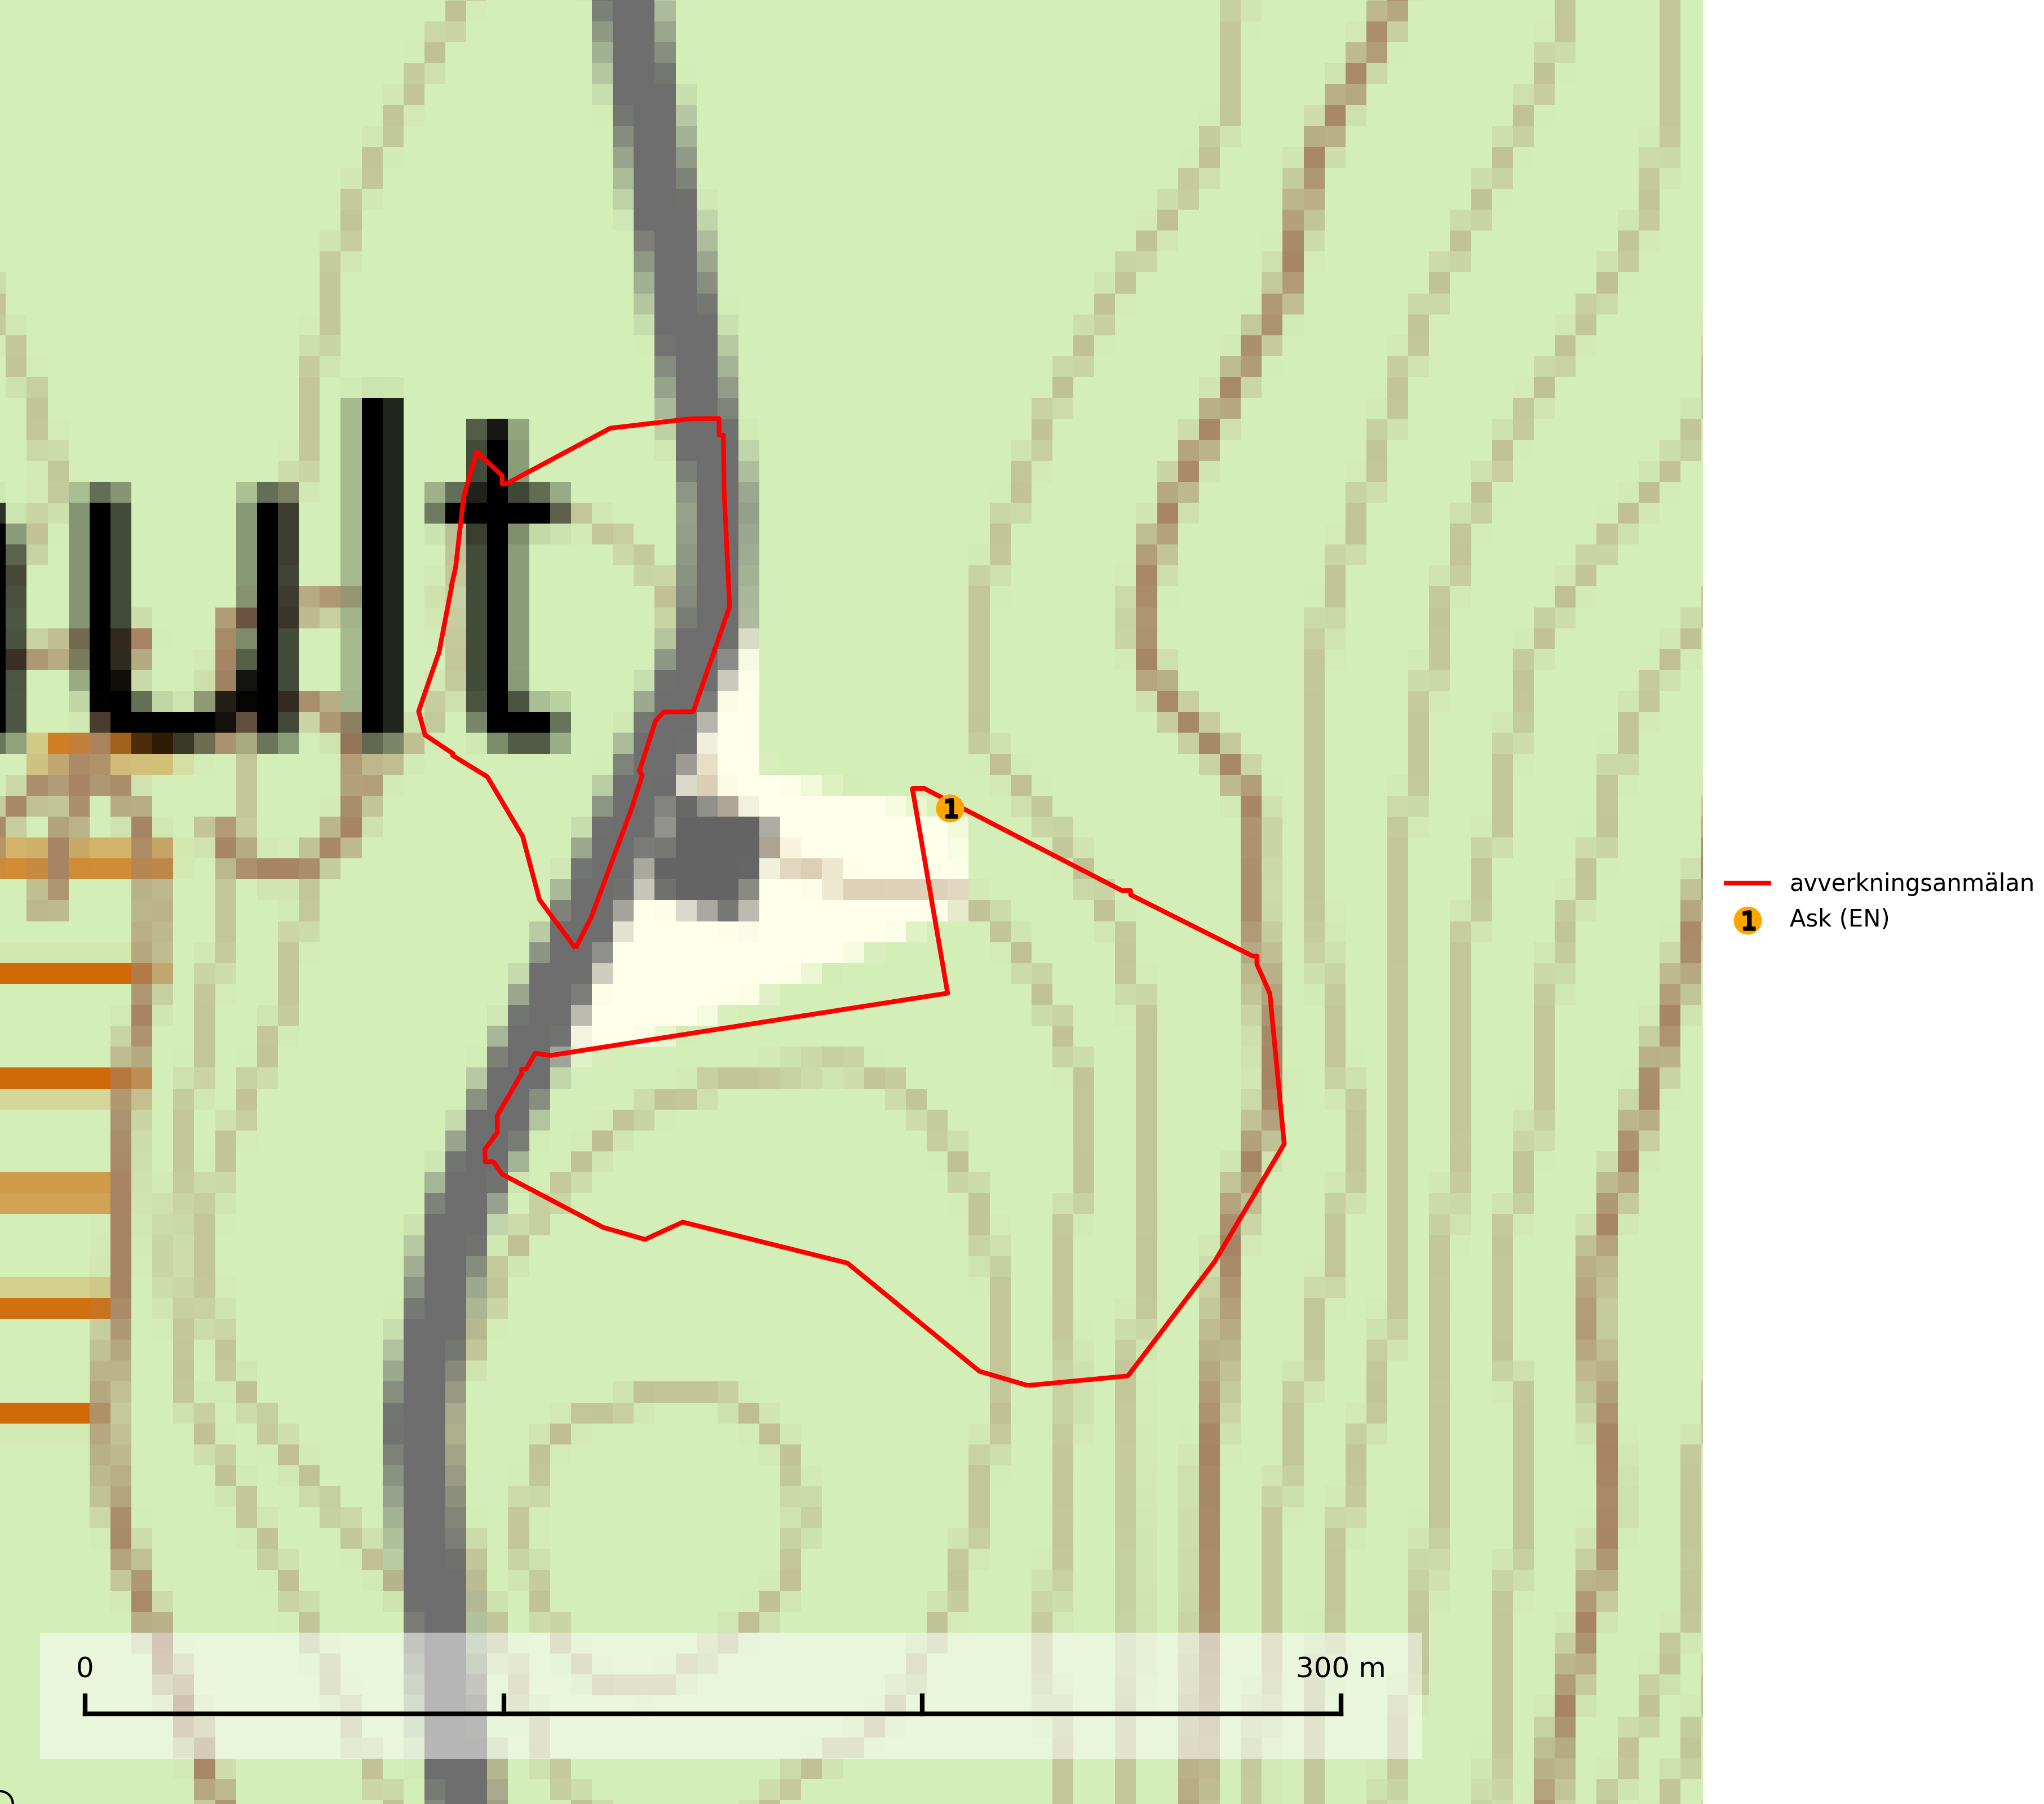 ult
1
avverkningsanmälan
1 Ask (EN)
0 300 m